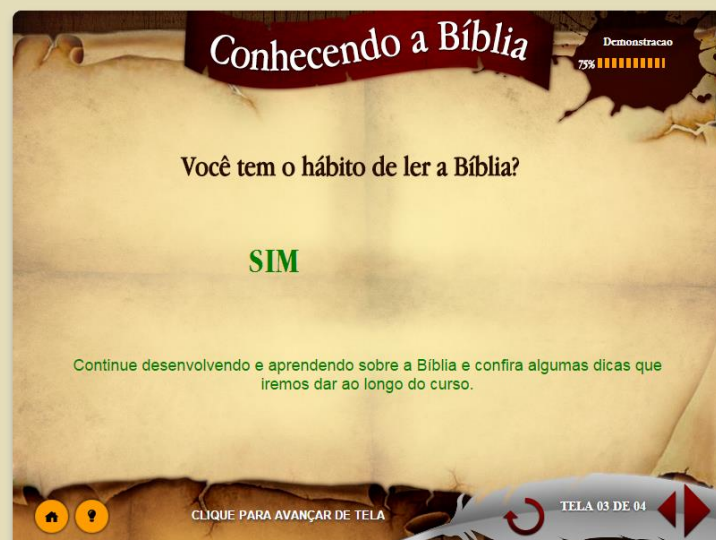 Conhecendo a Bíblia
Demonstracao
75%
Você tem o hábito de ler a Bíblia?
SIM
Continue desenvolvendo e aprendendo sobre a Bíblia e confira algumas dicas que
iremos dar ao longo do curso.
CLIQUE PARA AVANÇAR DE TELA
TELA 03 DE 04